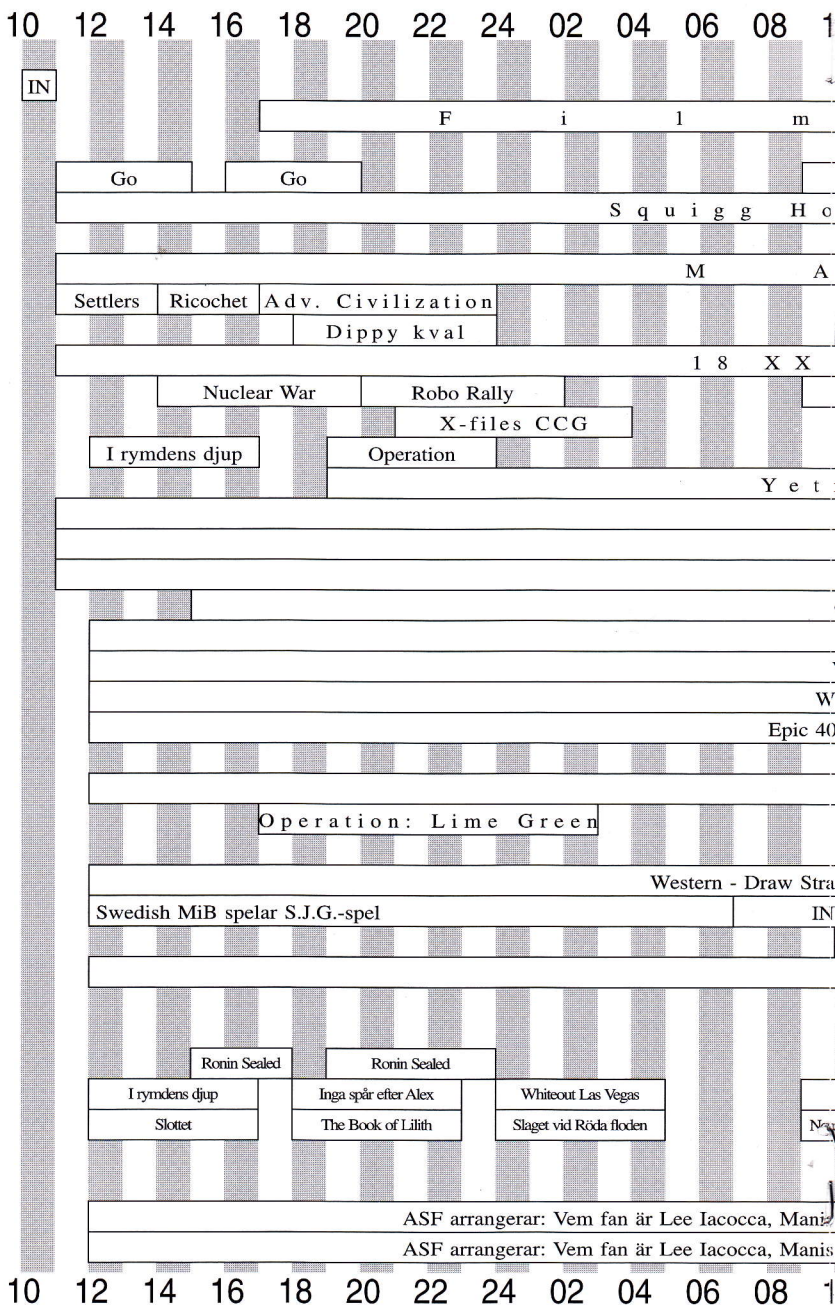 10 12 14 16 18 20 22 24 02 04 06 08 1
IN
F i l m
Go Go
S q u i g g H o
M A
Settlers Ricochet Adv. Civilization
Dippy kval
1 8 X X
Nuclear War Robo Rally
X-files CCG
I rymdens djup Operation
Y e t
W
Epic 40
Operation: Lime Green
Western - Draw Stra
Swedish MiB spelar S.J.G.-spel IN
Ronin Sealed Ronin Sealed
I rymdens djup Inga spår efter Alex Whiteout Las Vegas
Slottet The Book of Lilith Slaget vid Röda floden
ASF arrangerar: Vem fan är Lee Iacocca, Manis
ASF arrangerar: Vem fan är Lee Iacocca, Manis
10 12 14 16 18 20 22 24 02 04 06 08 1